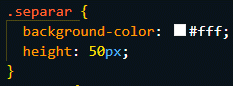 .separar {
background-color: #fff;
height: 50px;
}